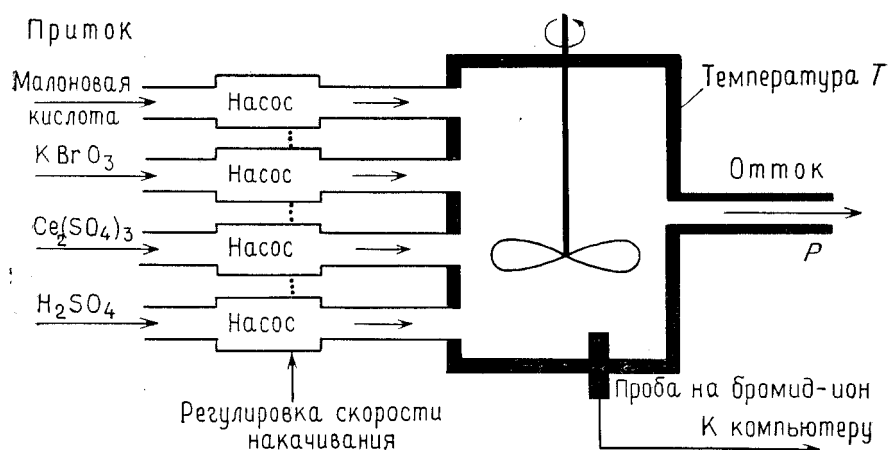 Приток
Малоновая
кислота
Насос
KBrO3
Насос
Ce2(SO4)3
Насос
H2SO4
Насос
Регулировка скорости
накачивания
Температура T
Отток
P
Проба на бромид-ион
К компьютеру